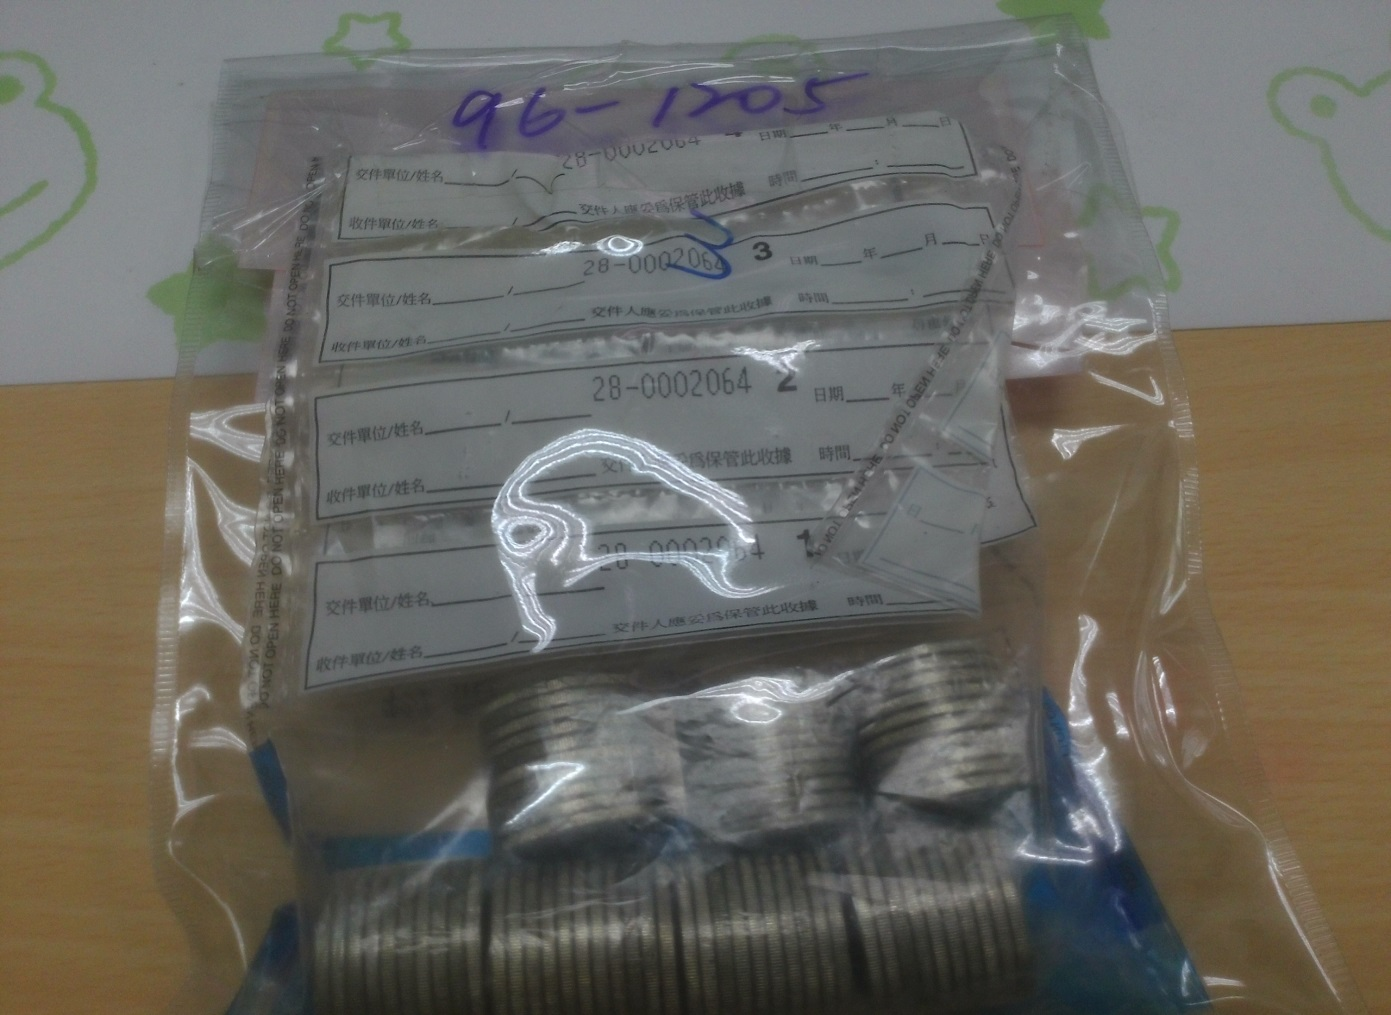 96-1205
28-0002064 日期 年 月 日
交件單位/姓名 /
時間 :
交件人應妥爲保管此收據
收件單位/姓名 /
28-0002064 3 日期 年 月 日
交件單位/姓名 /
交件人應妥爲保管此收據 時間 :
收件單位/姓名 /
28-0002064 2 日期 年
交件單位/姓名 /
爲保管此收據 時間
收件單位/姓名
28-0002064 1
交件單位/姓名
交件人應妥爲保管此收據 時間
收件單位/姓名 /
DO NOT OPEN HERE DO NOT OPEN HERE DO NOT OPEN HERE